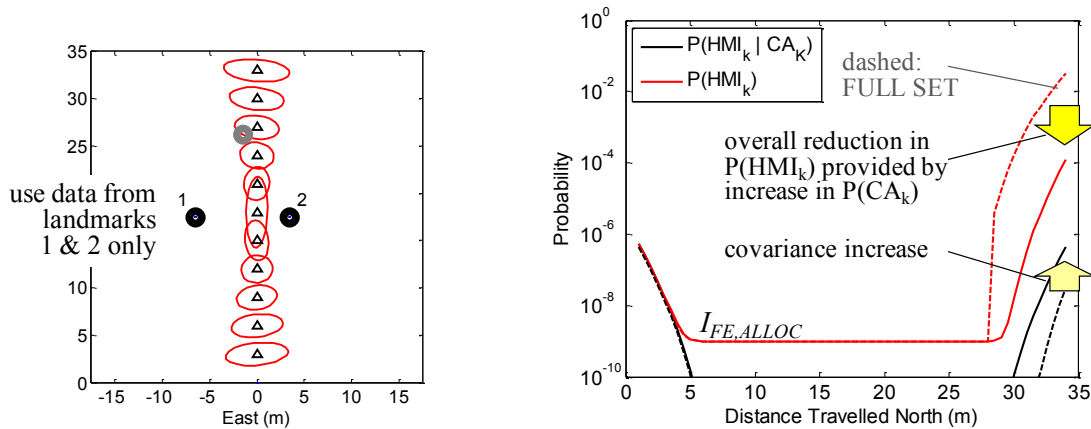 35
30
25
20
15
10
5
0
use data from
landmarks
1 & 2 only
1
2
-15 -10 -5 0 5 10 15
East (m)
Probability
10^0
10^-2
10^-4
10^-6
10^-8
10^-10
P(HMI_k | CA_K)
P(HMI_k)
dashed:
FULL SET
overall reduction in
P(HMI_k) provided by
increase in P(CA_k)
covariance increase
I_FE,ALLOC
0 5 10 15 20 25 30 35
Distance Travelled North (m)